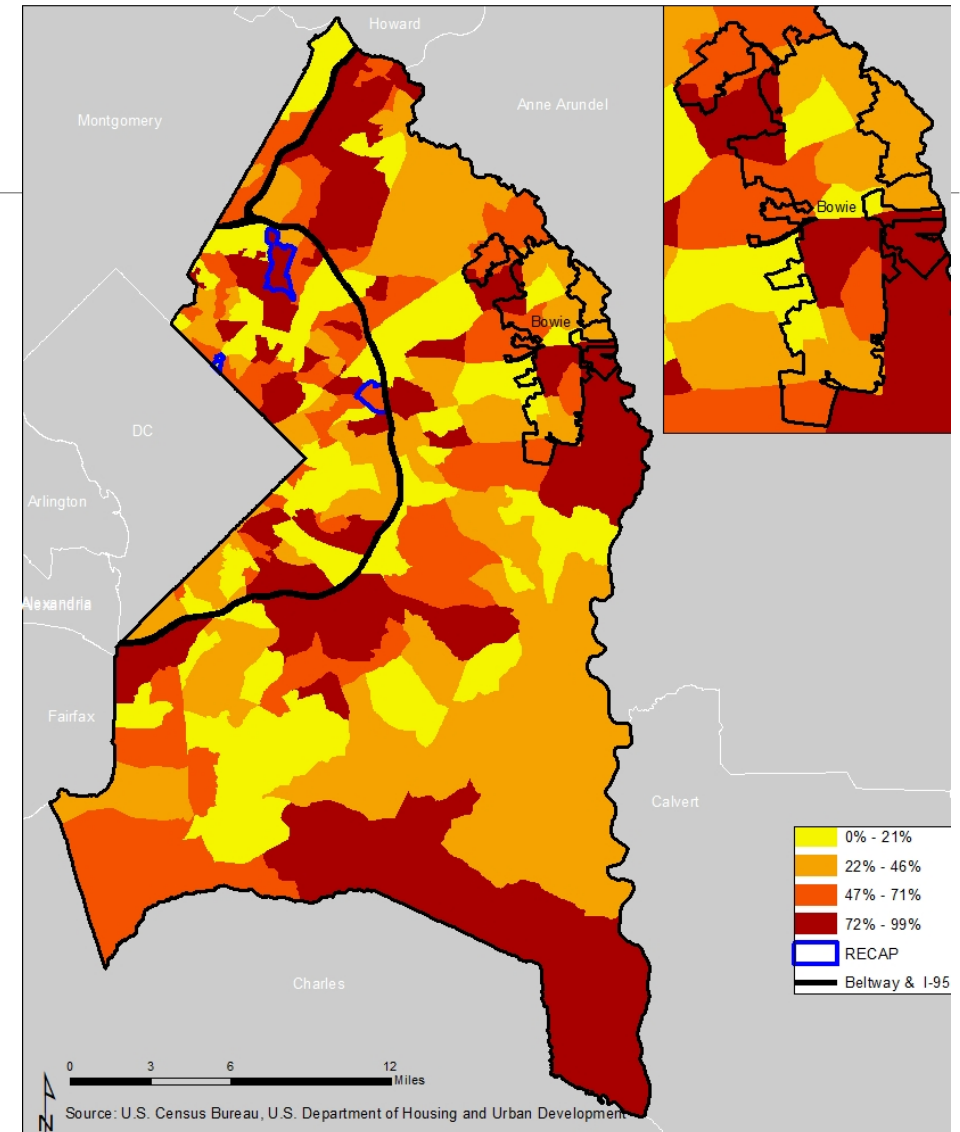 Howard
Anne Arundel
Montgomery
Bowie
Bowie
DC
Arlington
Alexandria
Fairfax
Calvert
0% - 21%
22% - 46%
47% - 71%
72% - 99%
RECAP
Beltway & I-95
Charles
0 3 6 12
Miles
N
Source: U.S. Census Bureau, U.S. Department of Housing and Urban Development